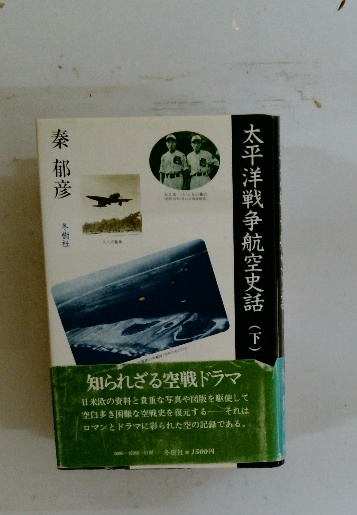 太平洋戦争航空史話（下）
秦 郁彦
冬樹社
知られざる空戦ドラマ
日米欧の資料と貴重な写真や図版を駆使して
空白多き困難な空戦史を復元する――それは
ロマンとドラマに彩られた空の記録である。
冬樹社 1500円